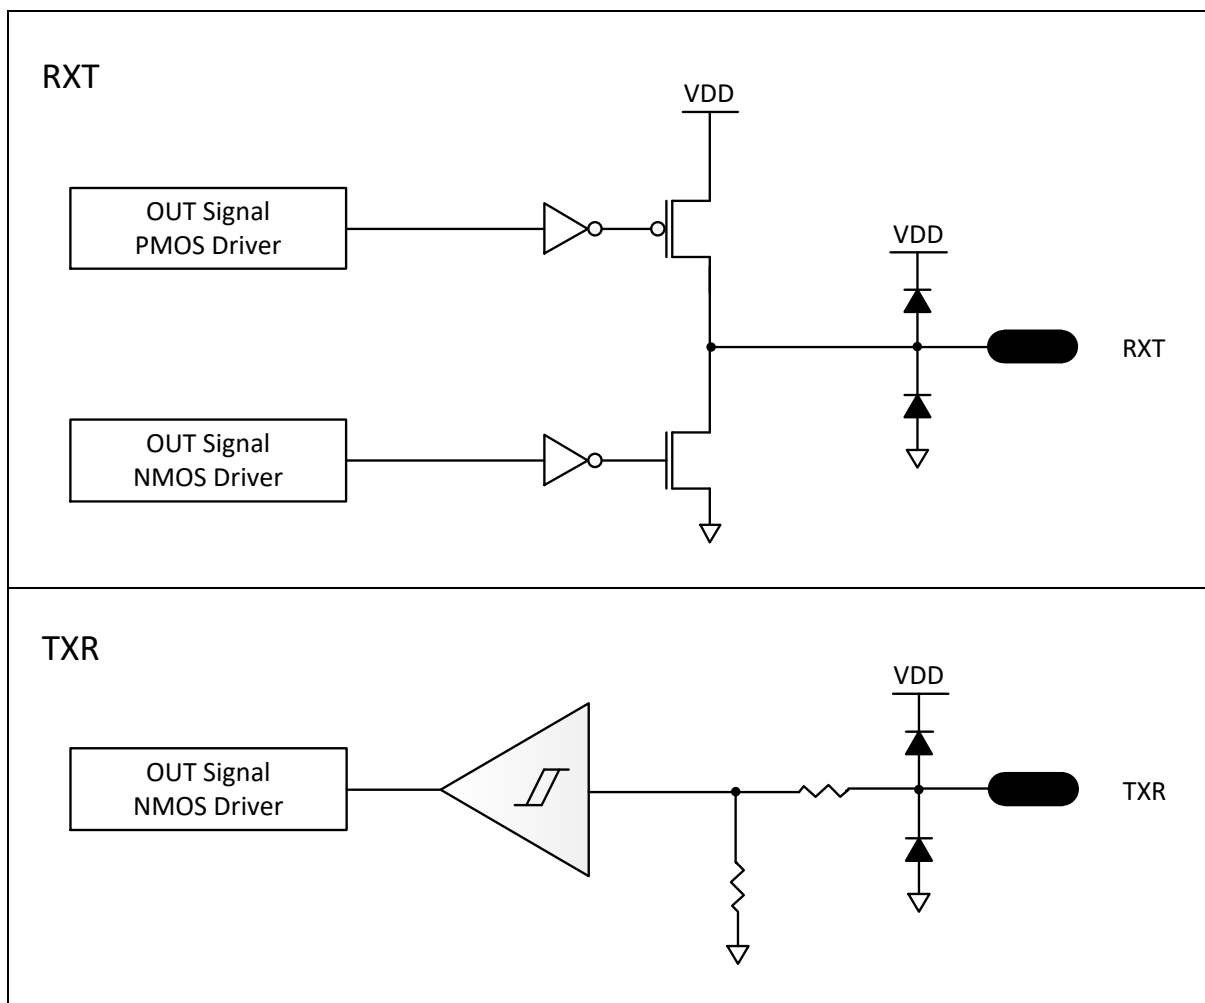 RXT
VDD
OUT Signal
PMOS Driver
VDD
RXT
OUT Signal
NMOS Driver
TXR
VDD
OUT Signal
NMOS Driver
TXR